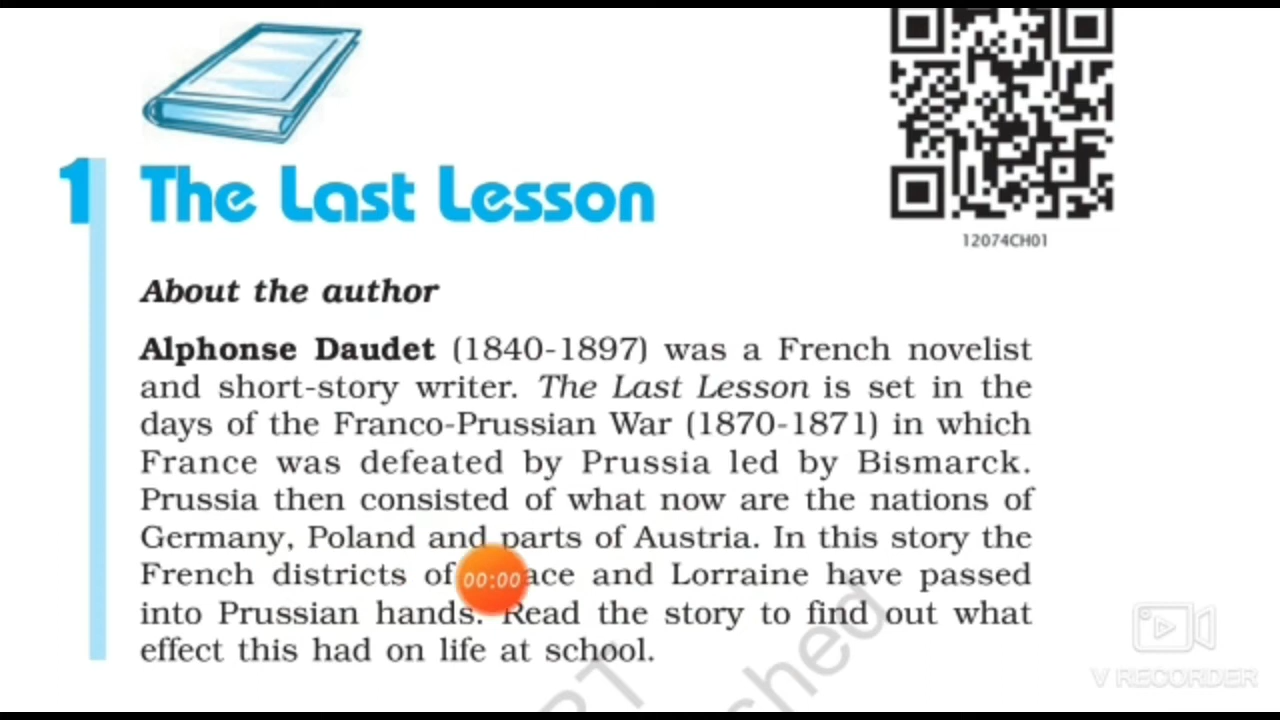 1 The Last Lesson
12074CH01
About the author
Alphonse Daudet (1840-1897) was a French novelist
and short-story writer. The Last Lesson is set in the
days of the Franco-Prussian War (1870-1871) in which
France was defeated by Prussia led by Bismarck.
Prussia then consisted of what now are the nations of
Germany, Poland and parts of Austria. In this story the
French districts of 00:00 and Lorraine have passed
into Prussian hands. Read the story to find out what
effect this had on life at school.
V RECORDER